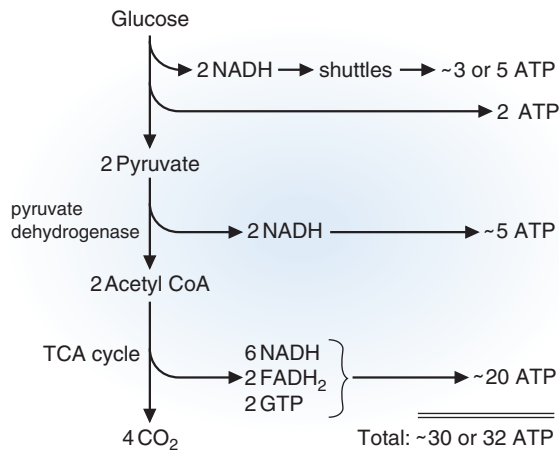 Glucose
2 NADH shuttles ~3 or 5 ATP
2 ATP
2 Pyruvate
pyruvate
dehydrogenase
2 NADH ~5 ATP
2 Acetyl CoA
TCA cycle
6 NADH
2 FADH₂
2 GTP
~20 ATP
4 CO₂
Total: ~30 or 32 ATP